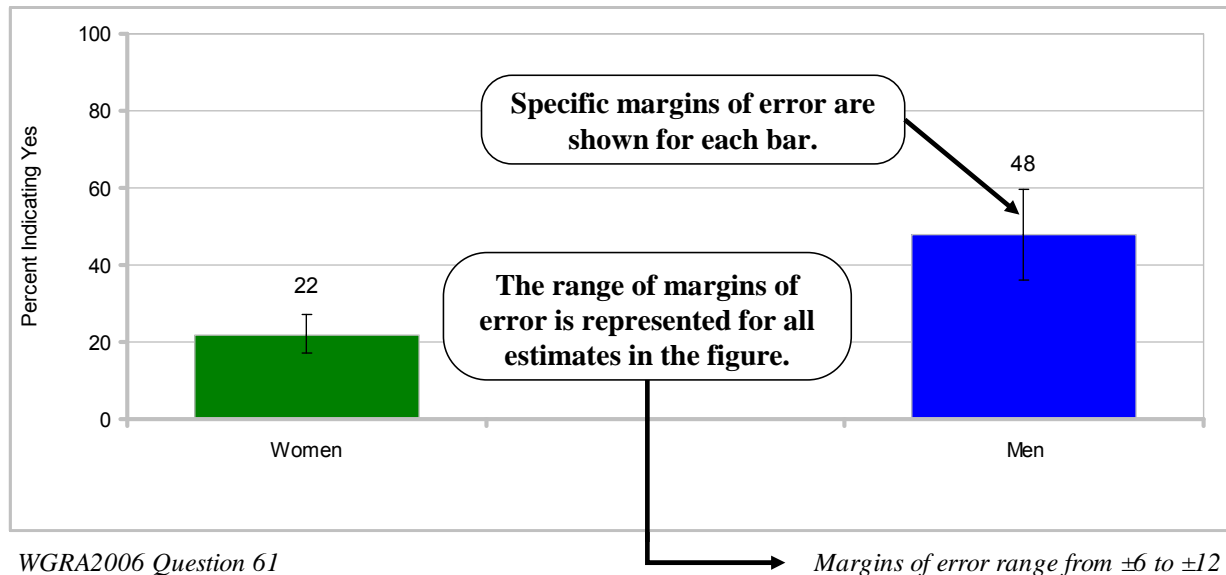 100
80
60
40
20
0
Percent Indicating Yes
Specific margins of error are
shown for each bar.
48
22
The range of margins of
error is represented for all
estimates in the figure.
Women
Men
WGRA2006 Question 61
Margins of error range from ±6 to ±12